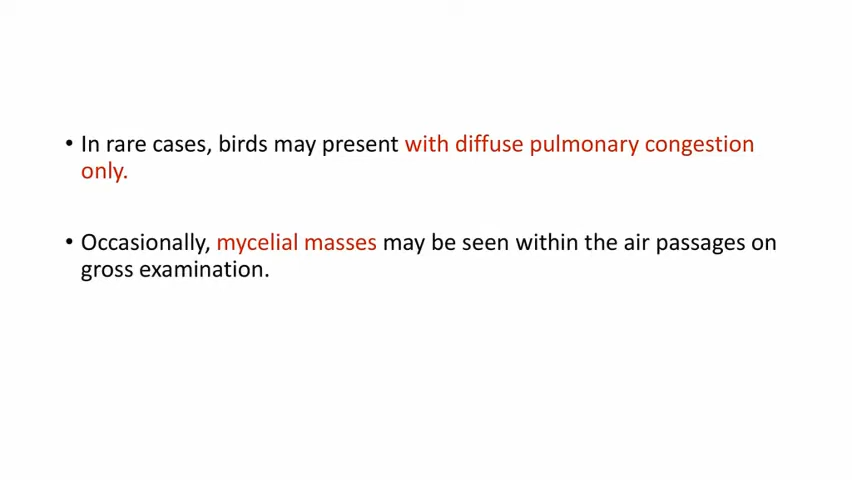 • In rare cases, birds may present with diffuse pulmonary congestion
only.
• Occasionally, mycelial masses may be seen within the air passages on
gross examination.